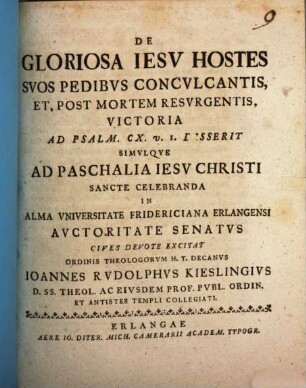 9
DE
GLORIOSA IESV HOSTES
SVOS PEDIBVS CONCVLCANTIS,
ET, POST MORTEM RESVRGENTIS,
VICTORIA
AD PSALM. CX. v. 1.
SIMVLQVE
AD PASCHALIA IESV CHRISTI
SANCTE CELEBRANDA
IN
ALMA VNIVERSITATE FRIDERICIANA ERLANGENSI
AVCTORITATE SENATVS
CIVES DEVOTE EXCITAT
ORDINIS THEOLOGORVM H. T. DECANVS
IOANNES RVDOLPHVS KIESLINGIVS
D. SS. THEOL. AC EIVSDEM PROF. PVBL. ORDIN.
ET ANTISTES TEMPLI COLLEGIATI.
ERLANGAE
AERE IO. DITER. MICH. CAMERARII ACADEM. TYPOGR.